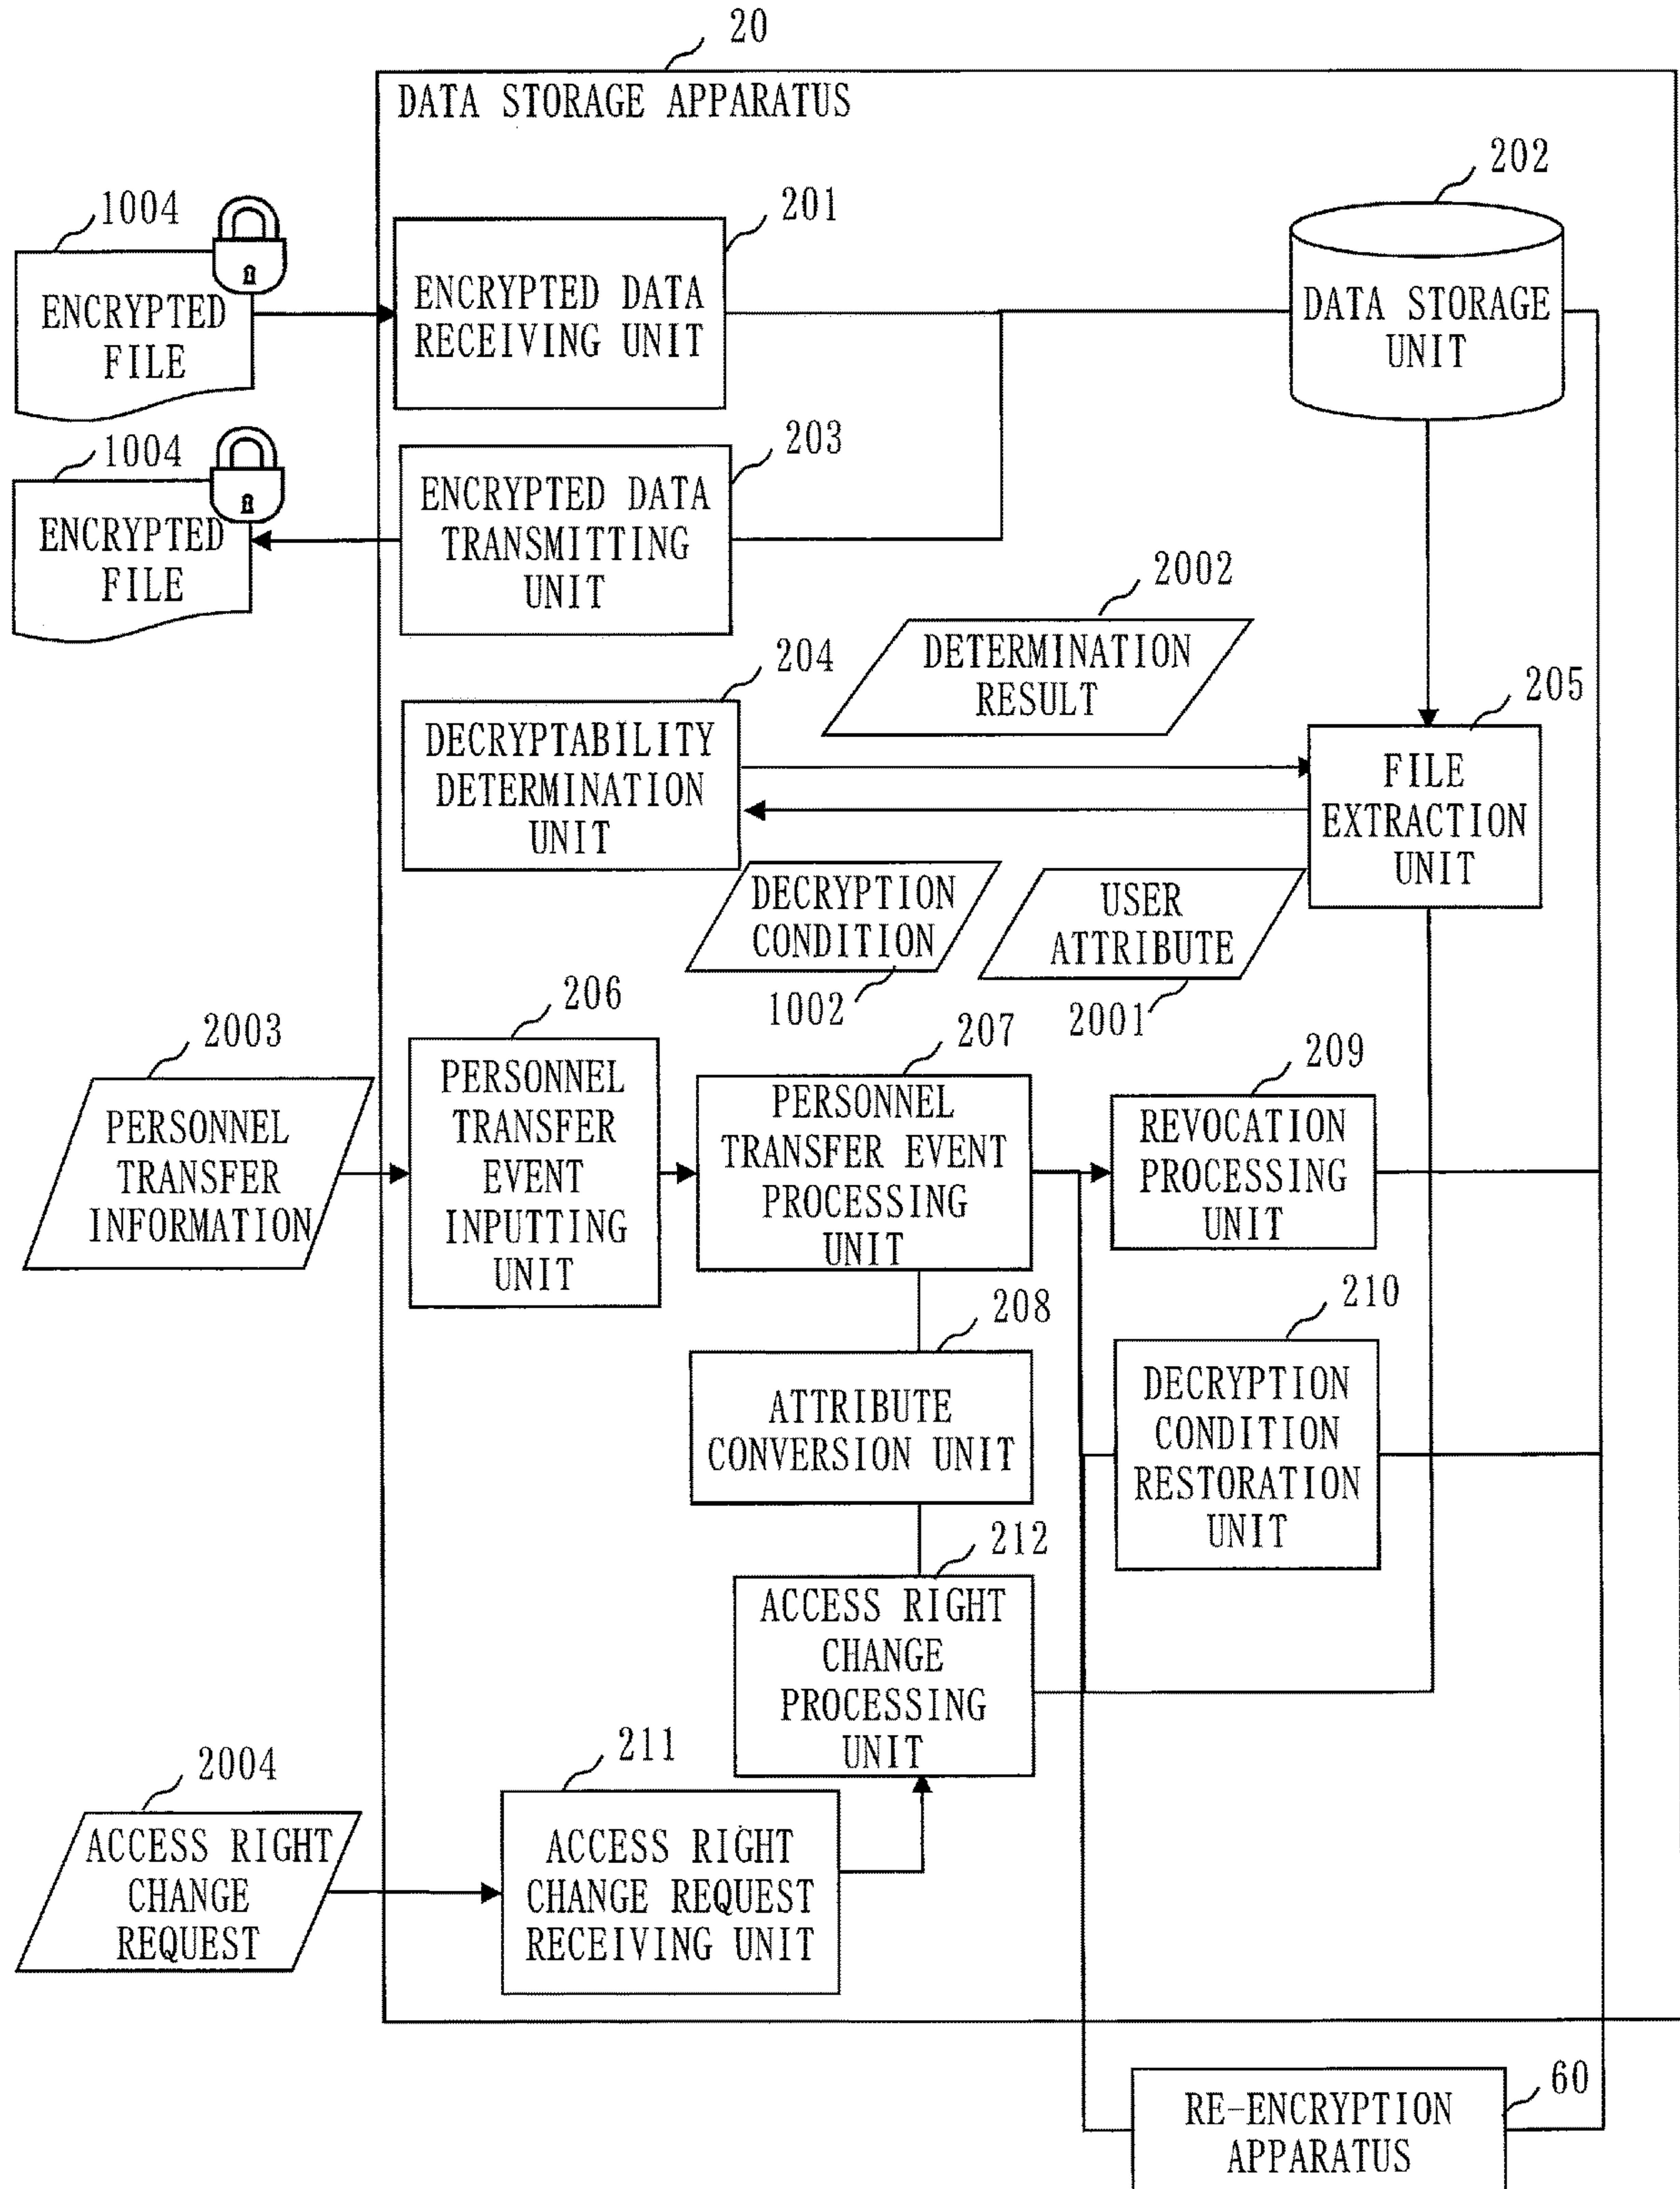 20
DATA STORAGE APPARATUS
202
1004
201
ENCRYPTED
FILE
ENCRYPTED DATA
RECEIVING UNIT
DATA STORAGE
UNIT
1004
203
ENCRYPTED
FILE
ENCRYPTED DATA
TRANSMITTING
UNIT
2002
DETERMINATION
RESULT
204
205
DECRYPTABILITY
DETERMINATION
UNIT
FILE
EXTRACTION
UNIT
DECRYPTION
CONDITION
1002
USER
ATTRIBUTE
2001
2003
206
207
209
PERSONNEL
TRANSFER
INFORMATION
PERSONNEL
TRANSFER
EVENT
INPUTTING
UNIT
PERSONNEL
TRANSFER EVENT
PROCESSING
UNIT
REVOCATION
PROCESSING
UNIT
208
210
ATTRIBUTE
CONVERSION UNIT
DECRYPTION
CONDITION
RESTORATION
UNIT
212
ACCESS RIGHT
CHANGE
PROCESSING
UNIT
2004
211
ACCESS RIGHT
CHANGE
REQUEST
ACCESS RIGHT
CHANGE REQUEST
RECEIVING UNIT
60
RE-ENCRYPTION
APPARATUS